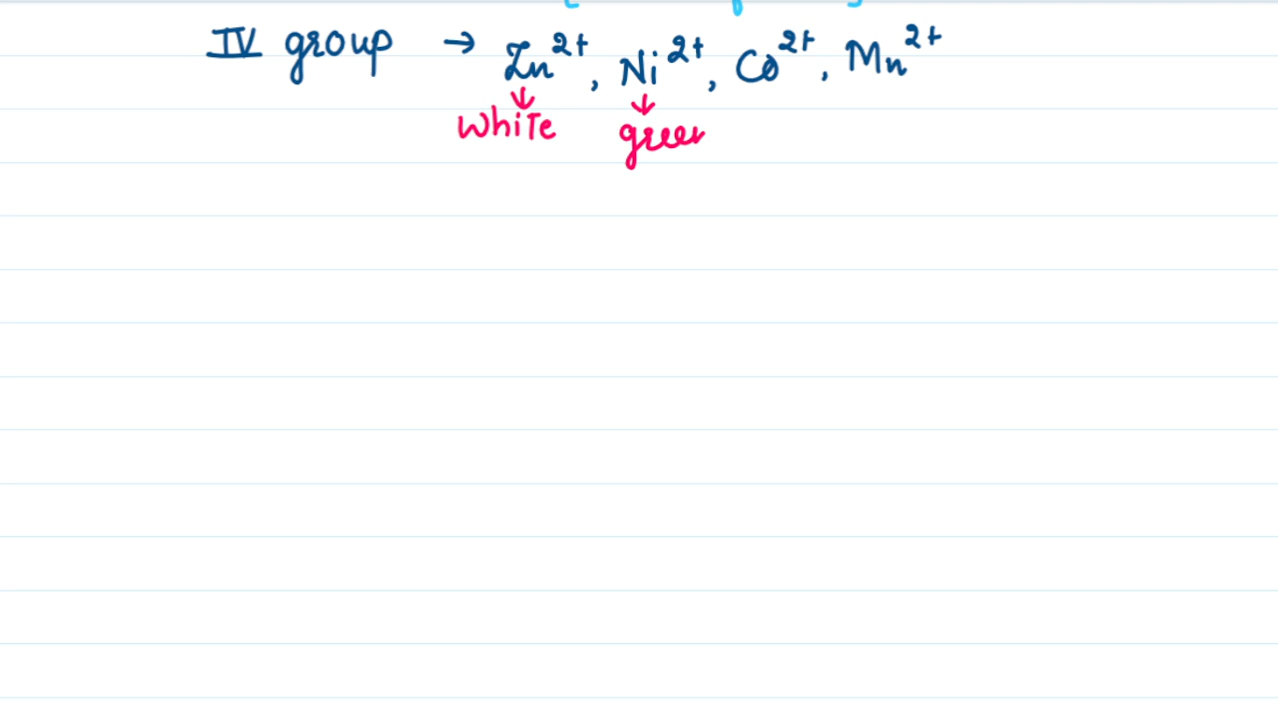 IV group → Zn²⁺, Ni²⁺, Co²⁺, Mn²⁺
↓ ↓
White green